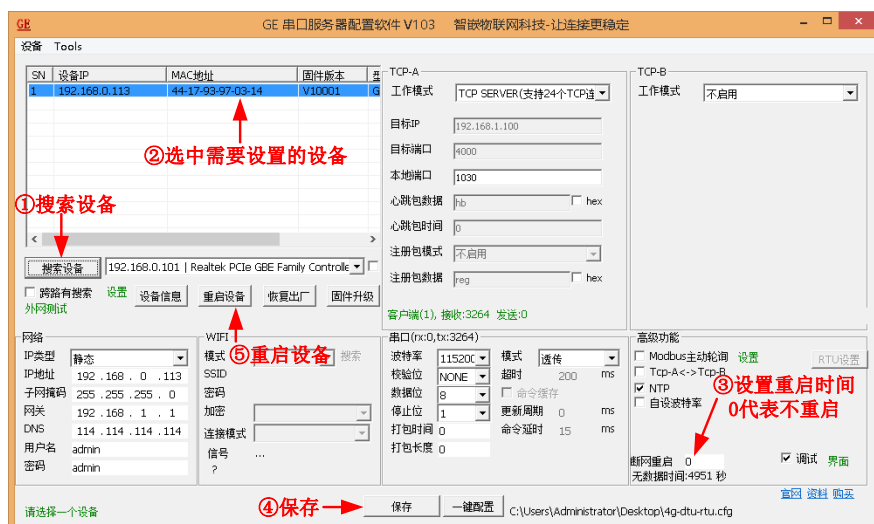 GE
GE 串口服务器配置软件 V103 智嵌物联网科技-让连接更稳定
设备 Tools
SN 设备IP MAC地址 固件版本 型
1 192.168.0.113 44-17-93-97-03-14 V10001 G
②选中需要设置的设备
①搜索设备
搜索设备 192.168.0.101 | Realtek PCIe GBE Family Controlle
跨路有搜索 设置 设备信息 重启设备 恢复出厂 固件升级
外网测试
TCP-A
工作模式 TCP SERVER(支持24个TCP连
目标IP 192.168.1.100
目标端口 4000
本地端口 1030
心跳包数据 hb hex
心跳包时间 0
注册包模式 不启用
注册包数据 reg hex
客户端(1), 接收:3264 发送:0
TCP-B
工作模式 不启用
网络
IP类型 静态
IP地址 192 . 168 . 0 . 113
子网掩码 255 . 255 . 255 . 0
网关 192 . 168 . 1 . 1
DNS 114 . 114 . 114 . 114
用户名 admin
密码 admin
WIFI
模式 搜索
⑤重启设备
SSID
密码
加密
连接模式
信号 ...
?
串口(rx:0,tx:3264)
波特率 115200 模式 透传
校验位 NONE 超时 200 ms
数据位 8 命令缓存
停止位 1 更新周期 0 ms
打包时间 0 命令延时 15 ms
打包长度 0
高级功能
Modbus主动轮询 设置 RTU设置
Tcp-A<->Tcp-B
NTP
自设波特率
③设置重启时间
0代表不重启
断网重启 0 调试 界面
无数据时间:4951 秒
官网 资料 购买
请选择一个设备
④保存
保存 一键配置 C:\Users\Administrator\Desktop\4g-dtu-rtu.cfg